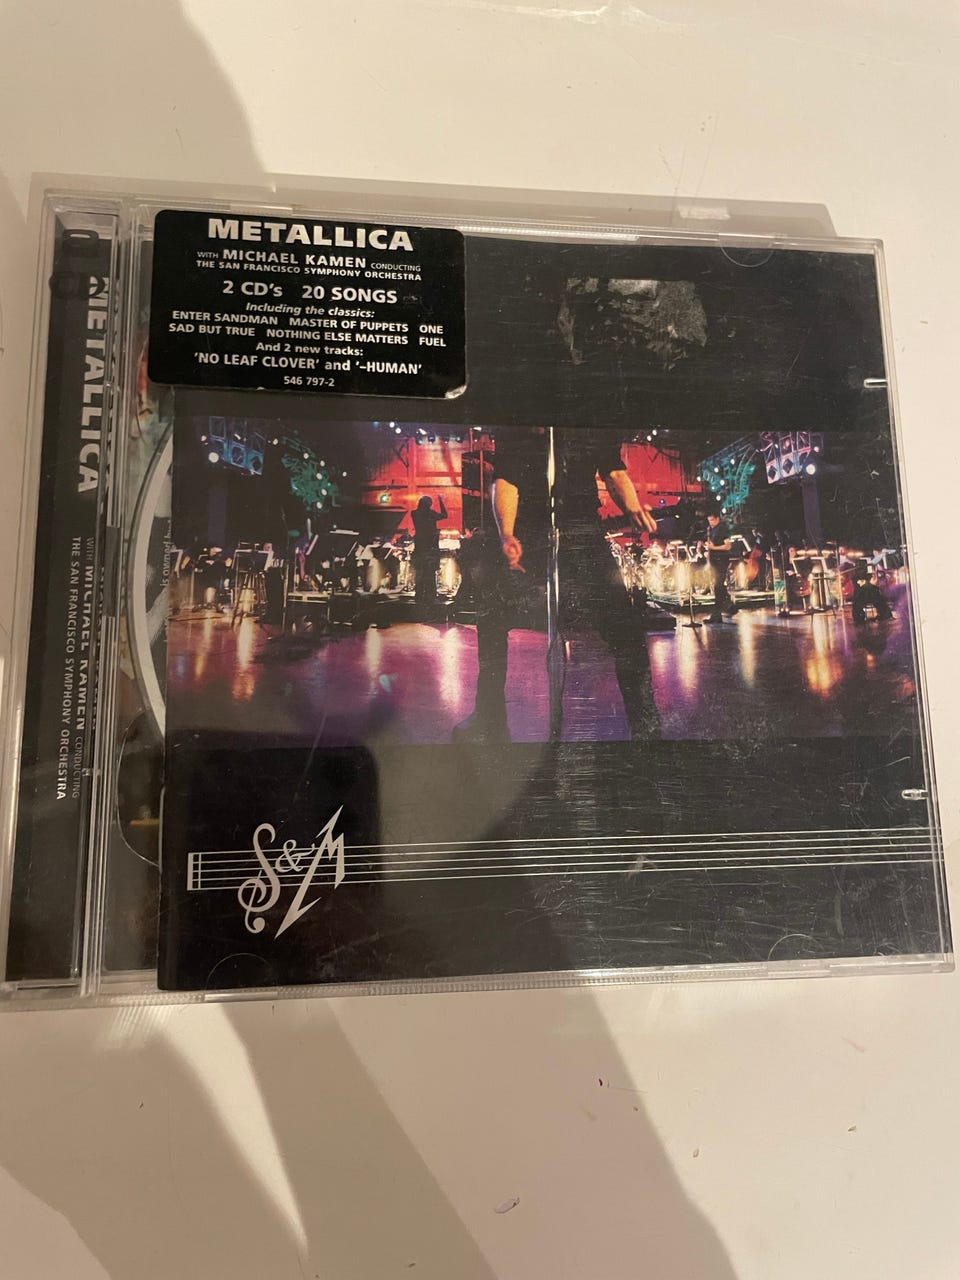 METALLICA
WITH MICHAEL KAMEN CONDUCTING
THE SAN FRANCISCO SYMPHONY ORCHESTRA
2 CD's 20 SONGS
Including the classics:
ENTER SANDMAN MASTER OF PUPPETS ONE
SAD BUT TRUE NOTHING ELSE MATTERS FUEL
And 2 new tracks:
'NO LEAF CLOVER' and '–HUMAN'
546 797-2
METALLICA
WITH MICHAEL KAMEN CONDUCTING
THE SAN FRANCISCO SYMPHONY ORCHESTRA
S&M